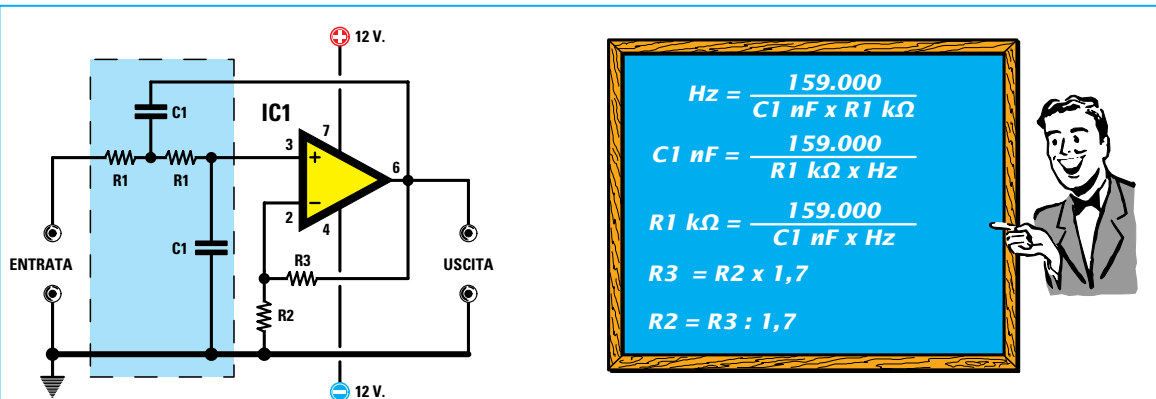 12 V.
C1
IC1
7
3
+
6
R1
R1
−
2
4
C1
ENTRATA
R3
USCITA
R2
12 V.
Hz = 159.000 / C1 nF x R1 kΩ
C1 nF = 159.000 / R1 kΩ x Hz
R1 kΩ = 159.000 / C1 nF x Hz
R3 = R2 x 1,7
R2 = R3 : 1,7